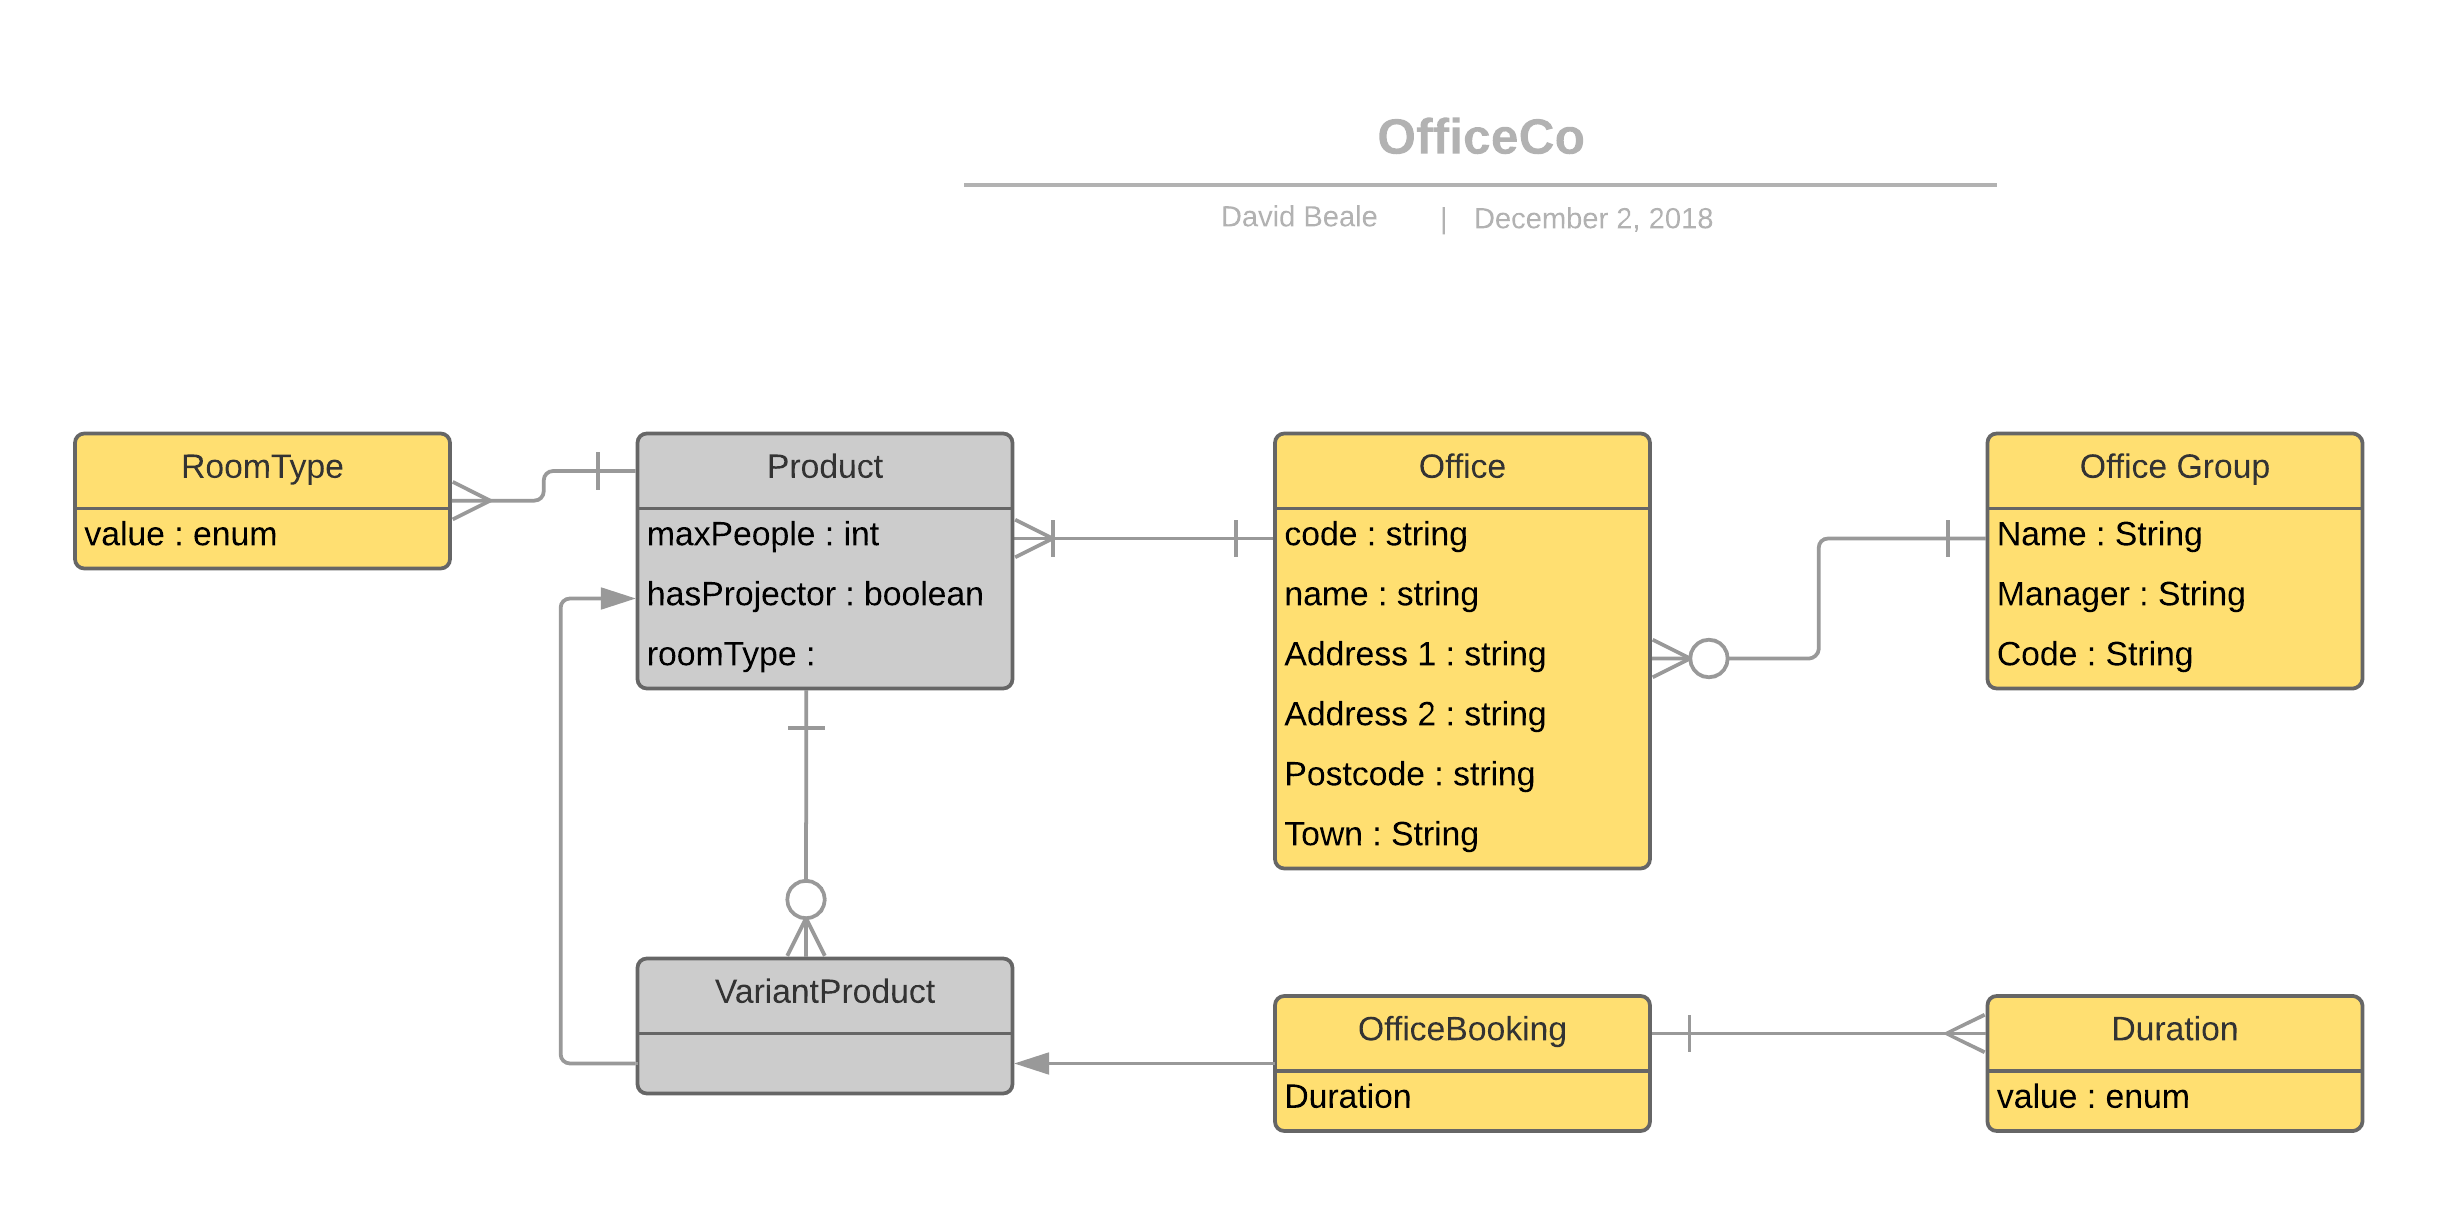 OfficeCo
David Beale | December 2, 2018
RoomType
value : enum
Product
maxPeople : int
hasProjector : boolean
roomType :
Office
code : string
name : string
Address 1 : string
Address 2 : string
Postcode : string
Town : String
Office Group
Name : String
Manager : String
Code : String
VariantProduct
OfficeBooking
Duration
Duration
value : enum